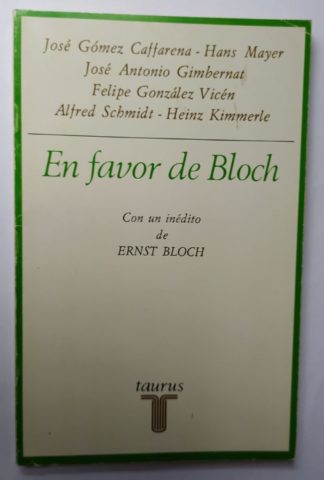 José Gómez Caffarena - Hans Mayer
José Antonio Gimbernat
Felipe González Vicén
Alfred Schmidt - Heinz Kimmerle
En favor de Bloch
Con un inédito
de
ERNST BLOCH
taurus